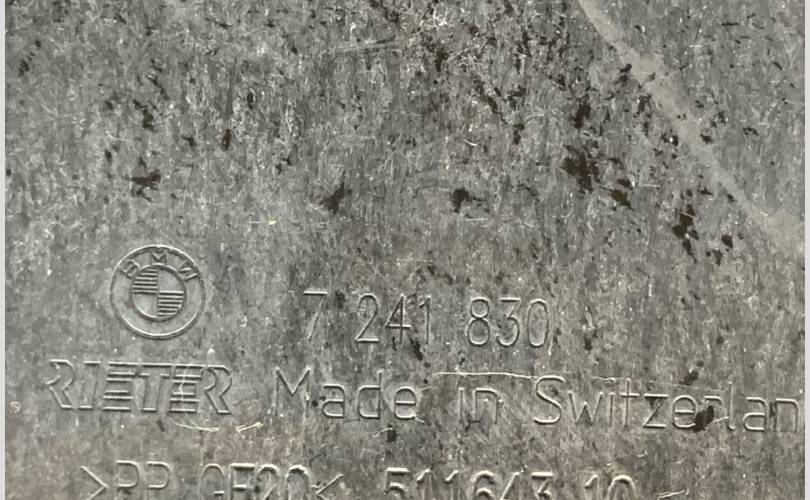 BMW
7 241 830
RIETER Made in Switzerlan
>PP GF20< 511643 10